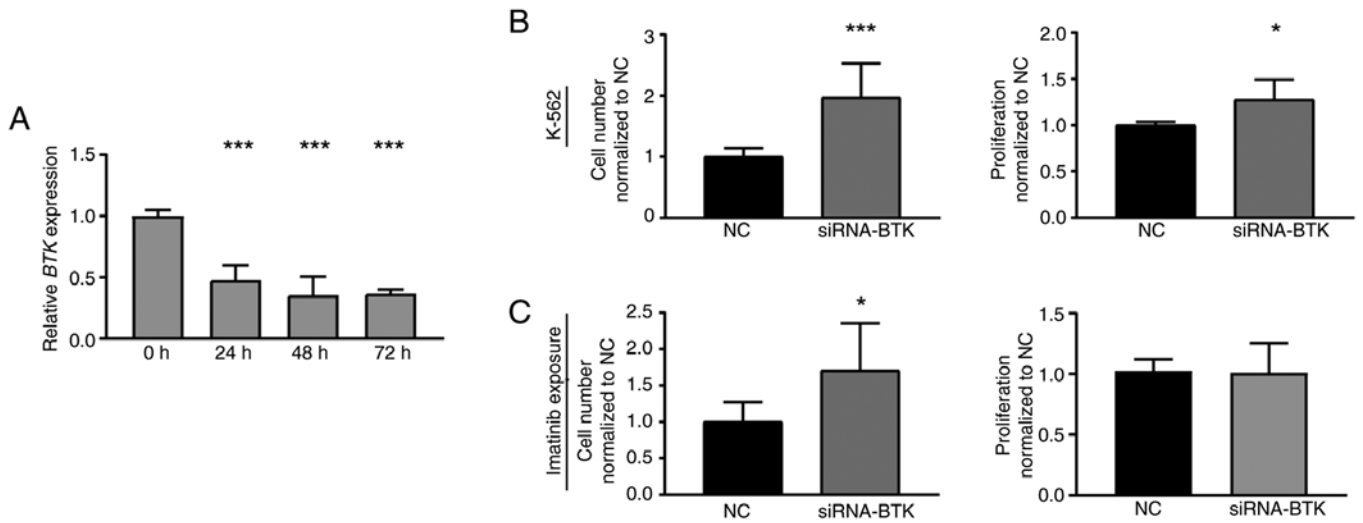 A
Relative BTK expression
1.5
1.0
0.5
0.0
*** *** ***
0 h 24 h 48 h 72 h
B
K-562
Cell number
normalized to NC
3
2
1
0
***
NC siRNA-BTK
Proliferation
normalized to NC
2.0
1.5
1.0
0.5
0.0
*
NC siRNA-BTK
C
Imatinib exposure
Cell number
normalized to NC
2.5
2.0
1.5
1.0
0.5
0.0
*
NC siRNA-BTK
Proliferation
normalized to NC
1.5
1.0
0.5
0.0
NC siRNA-BTK